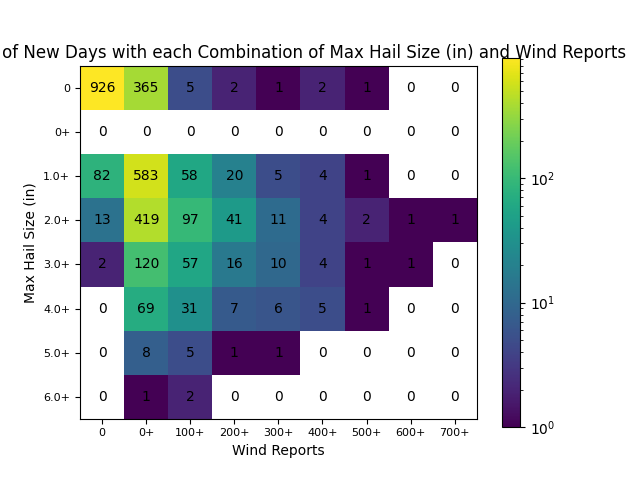 of New Days with each Combination of Max Hail Size (in) and Wind Reports
0 926 365 5 2 1 2 1 0 0
0+ 0 0 0 0 0 0 0 0 0
1.0+ 82 583 58 20 5 4 1 0 0
2.0+ 13 419 97 41 11 4 2 1 1
3.0+ 2 120 57 16 10 4 1 1 0
4.0+ 0 69 31 7 6 5 1 0 0
5.0+ 0 8 5 1 1 0 0 0 0
6.0+ 0 1 2 0 0 0 0 0 0
0 0+ 100+ 200+ 300+ 400+ 500+ 600+ 700+
Wind Reports
Max Hail Size (in)
10²
10¹
10⁰